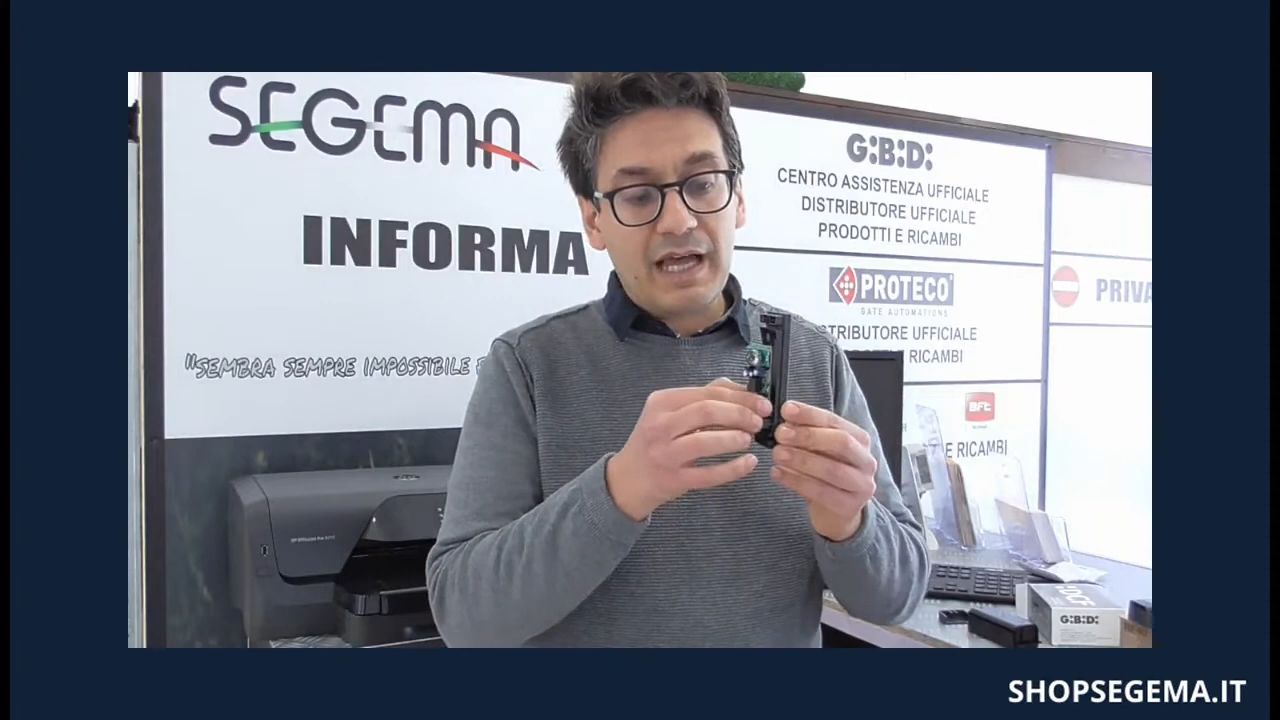 SEGEMA
INFORMA
"SEMBRA SEMPRE IMPOSSIBILE
G:B:D:
CENTRO ASSISTENZA UFFICIALE
DISTRIBUTORE UFFICIALE
PRODOTTI E RICAMBI
PROTECO
GATE AUTOMATIONS
STRIBUTORE UFFICIALE
RICAMBI
BFT
E RICAMBI
PRIVA
G:B:D:
SHOPSEGEMA.IT